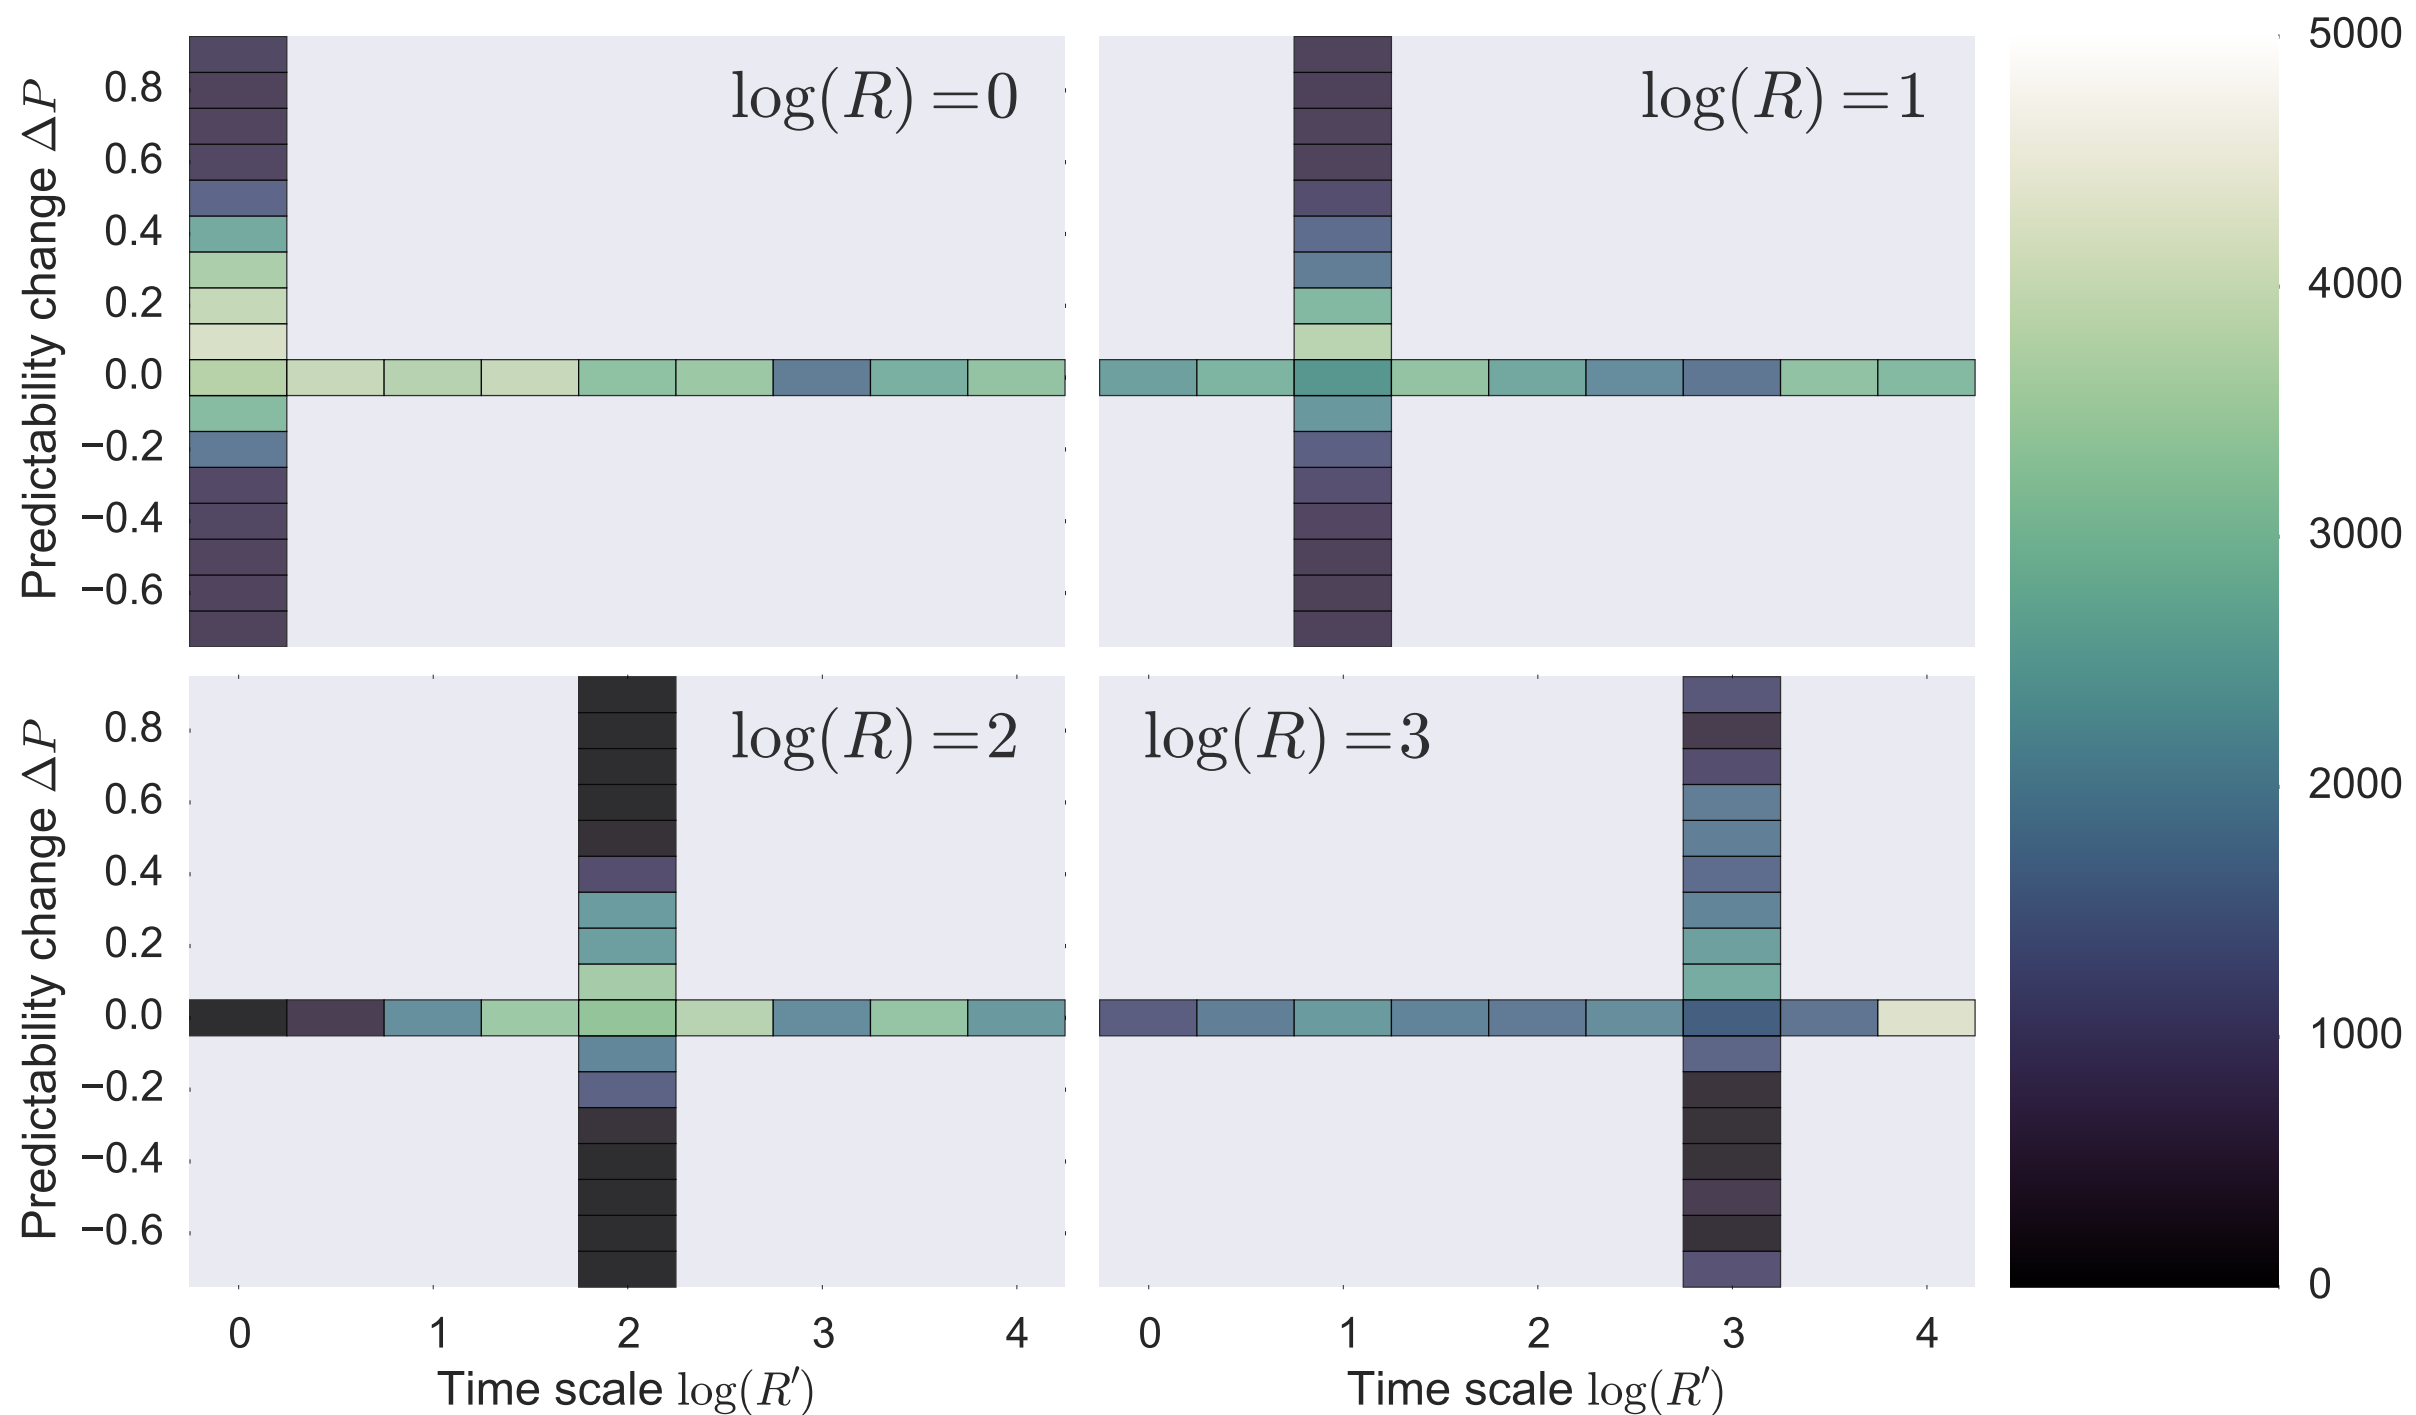 log(R) =0
log(R) =1
log(R) =2
log(R) =3
Predictability change ΔP
0.8
0.6
0.4
0.2
0.0
−0.2
−0.4
−0.6
Predictability change ΔP
0.8
0.6
0.4
0.2
0.0
−0.2
−0.4
−0.6
0 1 2 3 4
Time scale log(R′)
0 1 2 3 4
Time scale log(R′)
5000
4000
3000
2000
1000
0